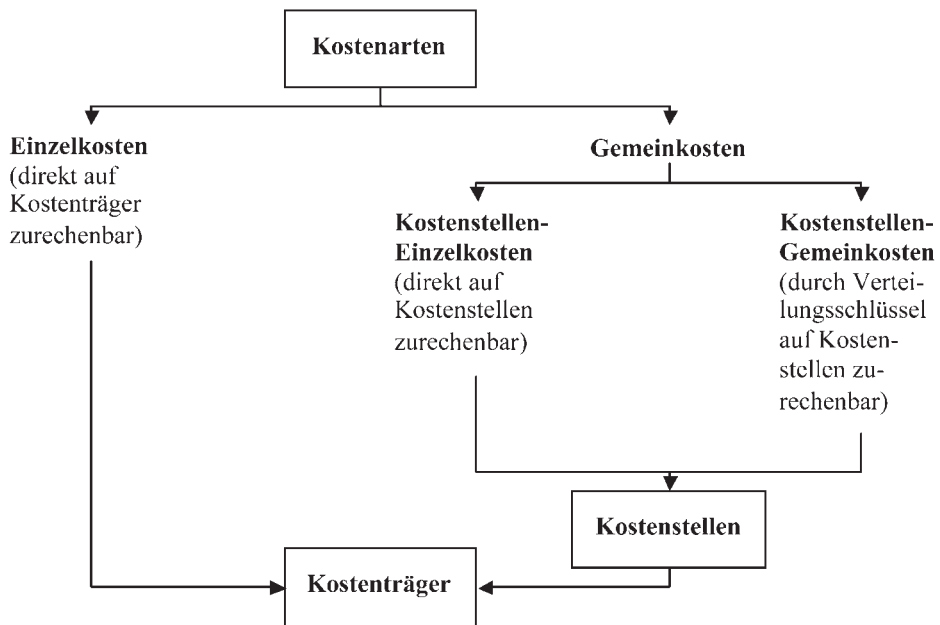 Kostenarten
Einzelkosten
(direkt auf
Kostenträger
zurechenbar)
Gemeinkosten
Kostenstellen-
Einzelkosten
(direkt auf
Kostenstellen
zurechenbar)
Kostenstellen-
Gemeinkosten
(durch Vertei-
lungsschlüssel
auf Kosten-
stellen zu-
rechenbar)
Kostenstellen
Kostenträger